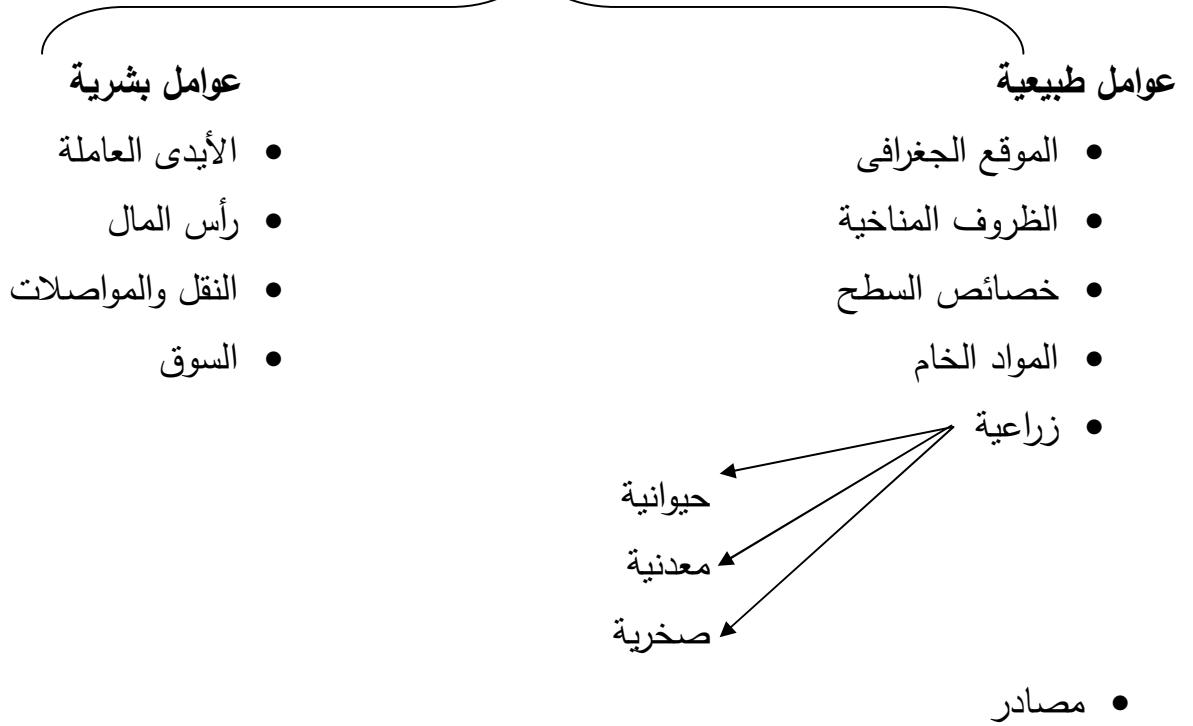 عوامل طبيعية
• الموقع الجغرافى
• الظروف المناخية
• خصائص السطح
• المواد الخام
• زراعية
حيوانية
معدنية
صخرية
• مصادر
عوامل بشرية
• الأيدى العاملة
• رأس المال
• النقل والمواصلات
• السوق